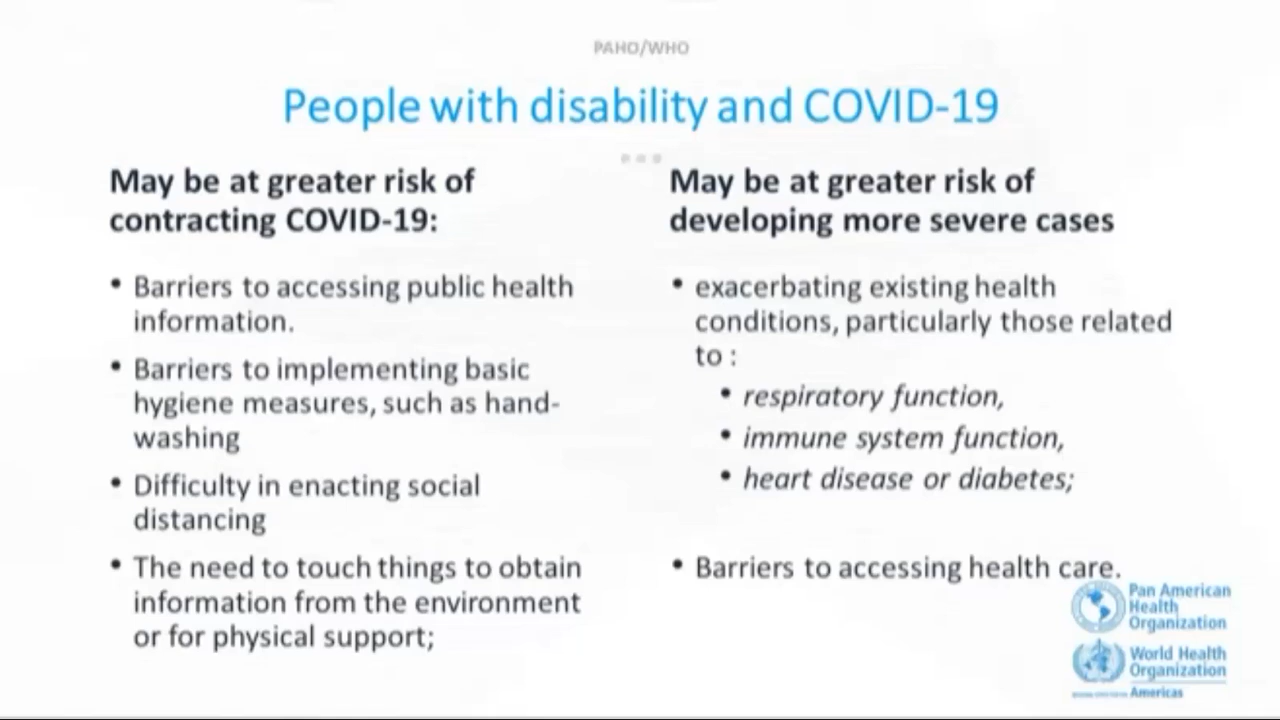 PAHO/WHO
People with disability and COVID-19
May be at greater risk of
contracting COVID-19:
• Barriers to accessing public health
information.
• Barriers to implementing basic
hygiene measures, such as hand-
washing
• Difficulty in enacting social
distancing
• The need to touch things to obtain
information from the environment
or for physical support;
May be at greater risk of
developing more severe cases
• exacerbating existing health
conditions, particularly those related
to :
• respiratory function,
• immune system function,
• heart disease or diabetes;
• Barriers to accessing health care.
Pan American
Health
Organization
World Health
Organization
Americas